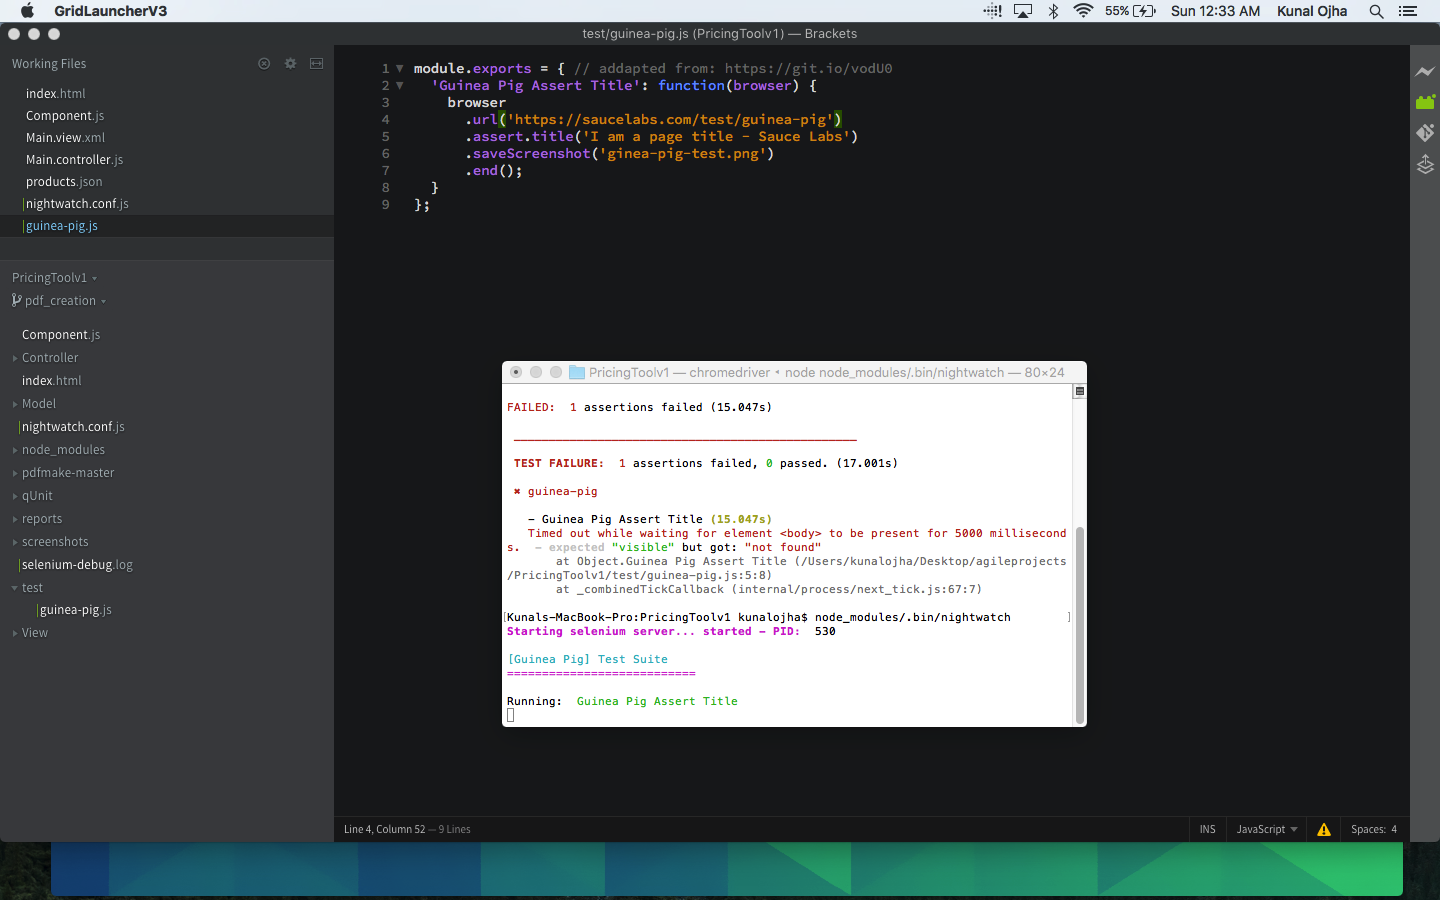 GridLauncherV3 55% Sun 12:33 AM Kunal Ojha
test/guinea-pig.js (PricingToolv1) — Brackets
Working Files
index.html
Component.js
Main.view.xml
Main.controller.js
products.json
nightwatch.conf.js
guinea-pig.js
PricingToolv1
pdf_creation
Component.js
Controller
index.html
Model
nightwatch.conf.js
node_modules
pdfmake-master
qUnit
reports
screenshots
selenium-debug.log
test
guinea-pig.js
View
1 module.exports = { // addapted from: https://git.io/vodU0
2 'Guinea Pig Assert Title': function(browser) {
3 browser
4 .url('https://saucelabs.com/test/guinea-pig')
5 .assert.title('I am a page title - Sauce Labs')
6 .saveScreenshot('ginea-pig-test.png')
7 .end();
8 }
9 };
PricingToolv1 — chromedriver ◂ node node_modules/.bin/nightwatch — 80×24
FAILED: 1 assertions failed (15.047s)
TEST FAILURE: 1 assertions failed, 0 passed. (17.001s)
✖ guinea-pig
- Guinea Pig Assert Title (15.047s)
Timed out while waiting for element <body> to be present for 5000 millisecond
s. - expected "visible" but got: "not found"
at Object.Guinea Pig Assert Title (/Users/kunalojha/Desktop/agileprojects
/PricingToolv1/test/guinea-pig.js:5:8)
at _combinedTickCallback (internal/process/next_tick.js:67:7)
[Kunals-MacBook-Pro:PricingToolv1 kunalojha$ node_modules/.bin/nightwatch ]
Starting selenium server... started - PID: 530
[Guinea Pig] Test Suite
===========================
Running: Guinea Pig Assert Title
Line 4, Column 52 — 9 Lines
INS JavaScript Spaces: 4